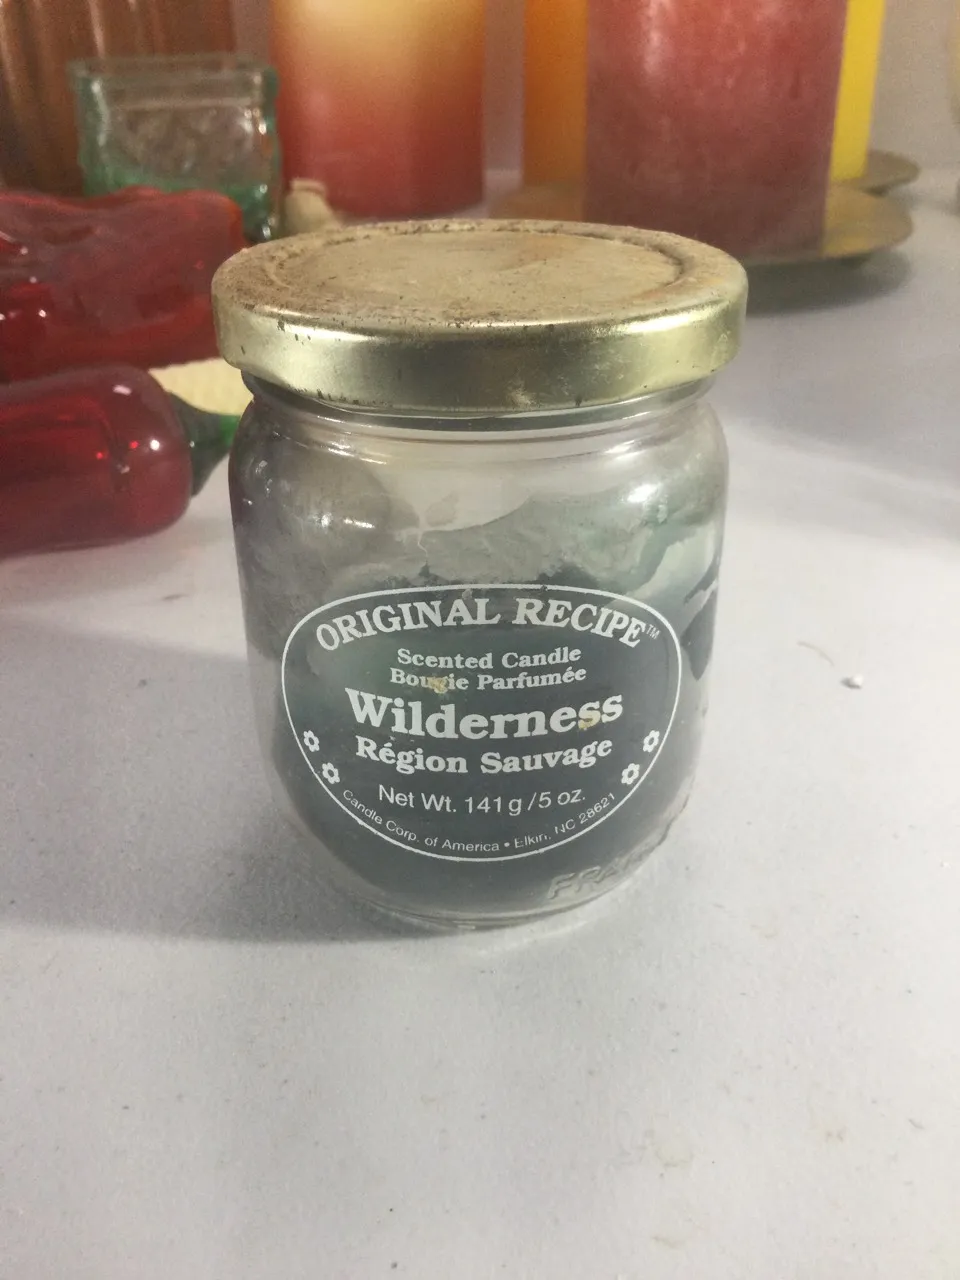 ORIGINAL RECIPE™
Scented Candle
Bougie Parfumée
Wilderness
Région Sauvage
Net Wt. 141 g / 5 oz.
Candle Corp. of America • Elkin, NC 28621